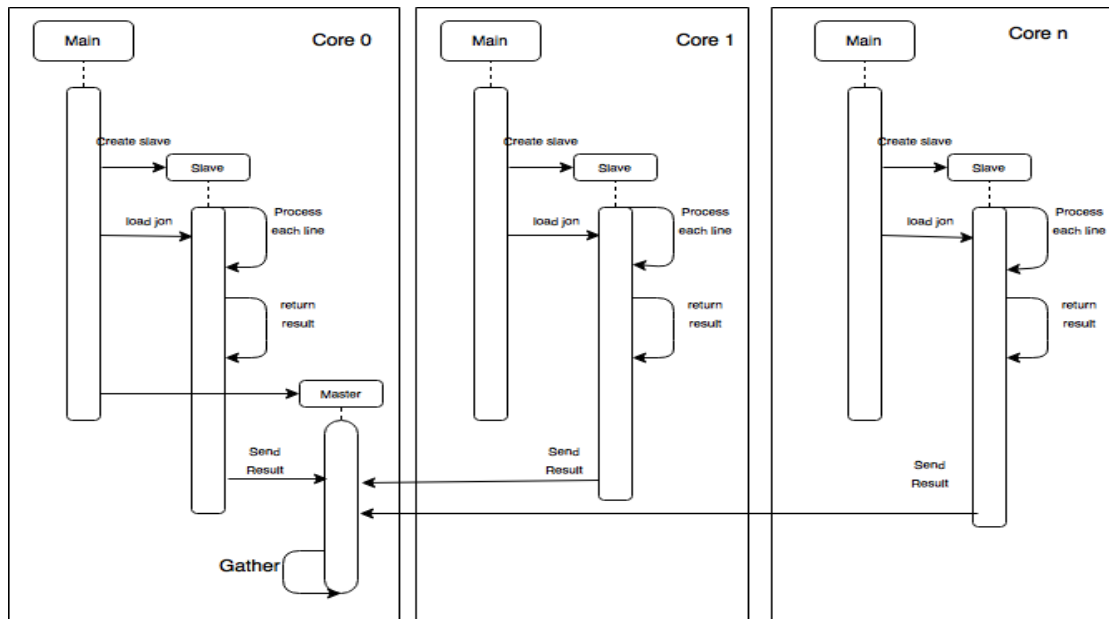 Main
Core 0
Create slave
Slave
load jon
Process
each line
return
result
Master
Send
Result
Gather
Main
Core 1
Create slave
Slave
load jon
Process
each line
return
result
Send
Result
Main
Core n
Create slave
Slave
load jon
Process
each line
return
result
Send
Result